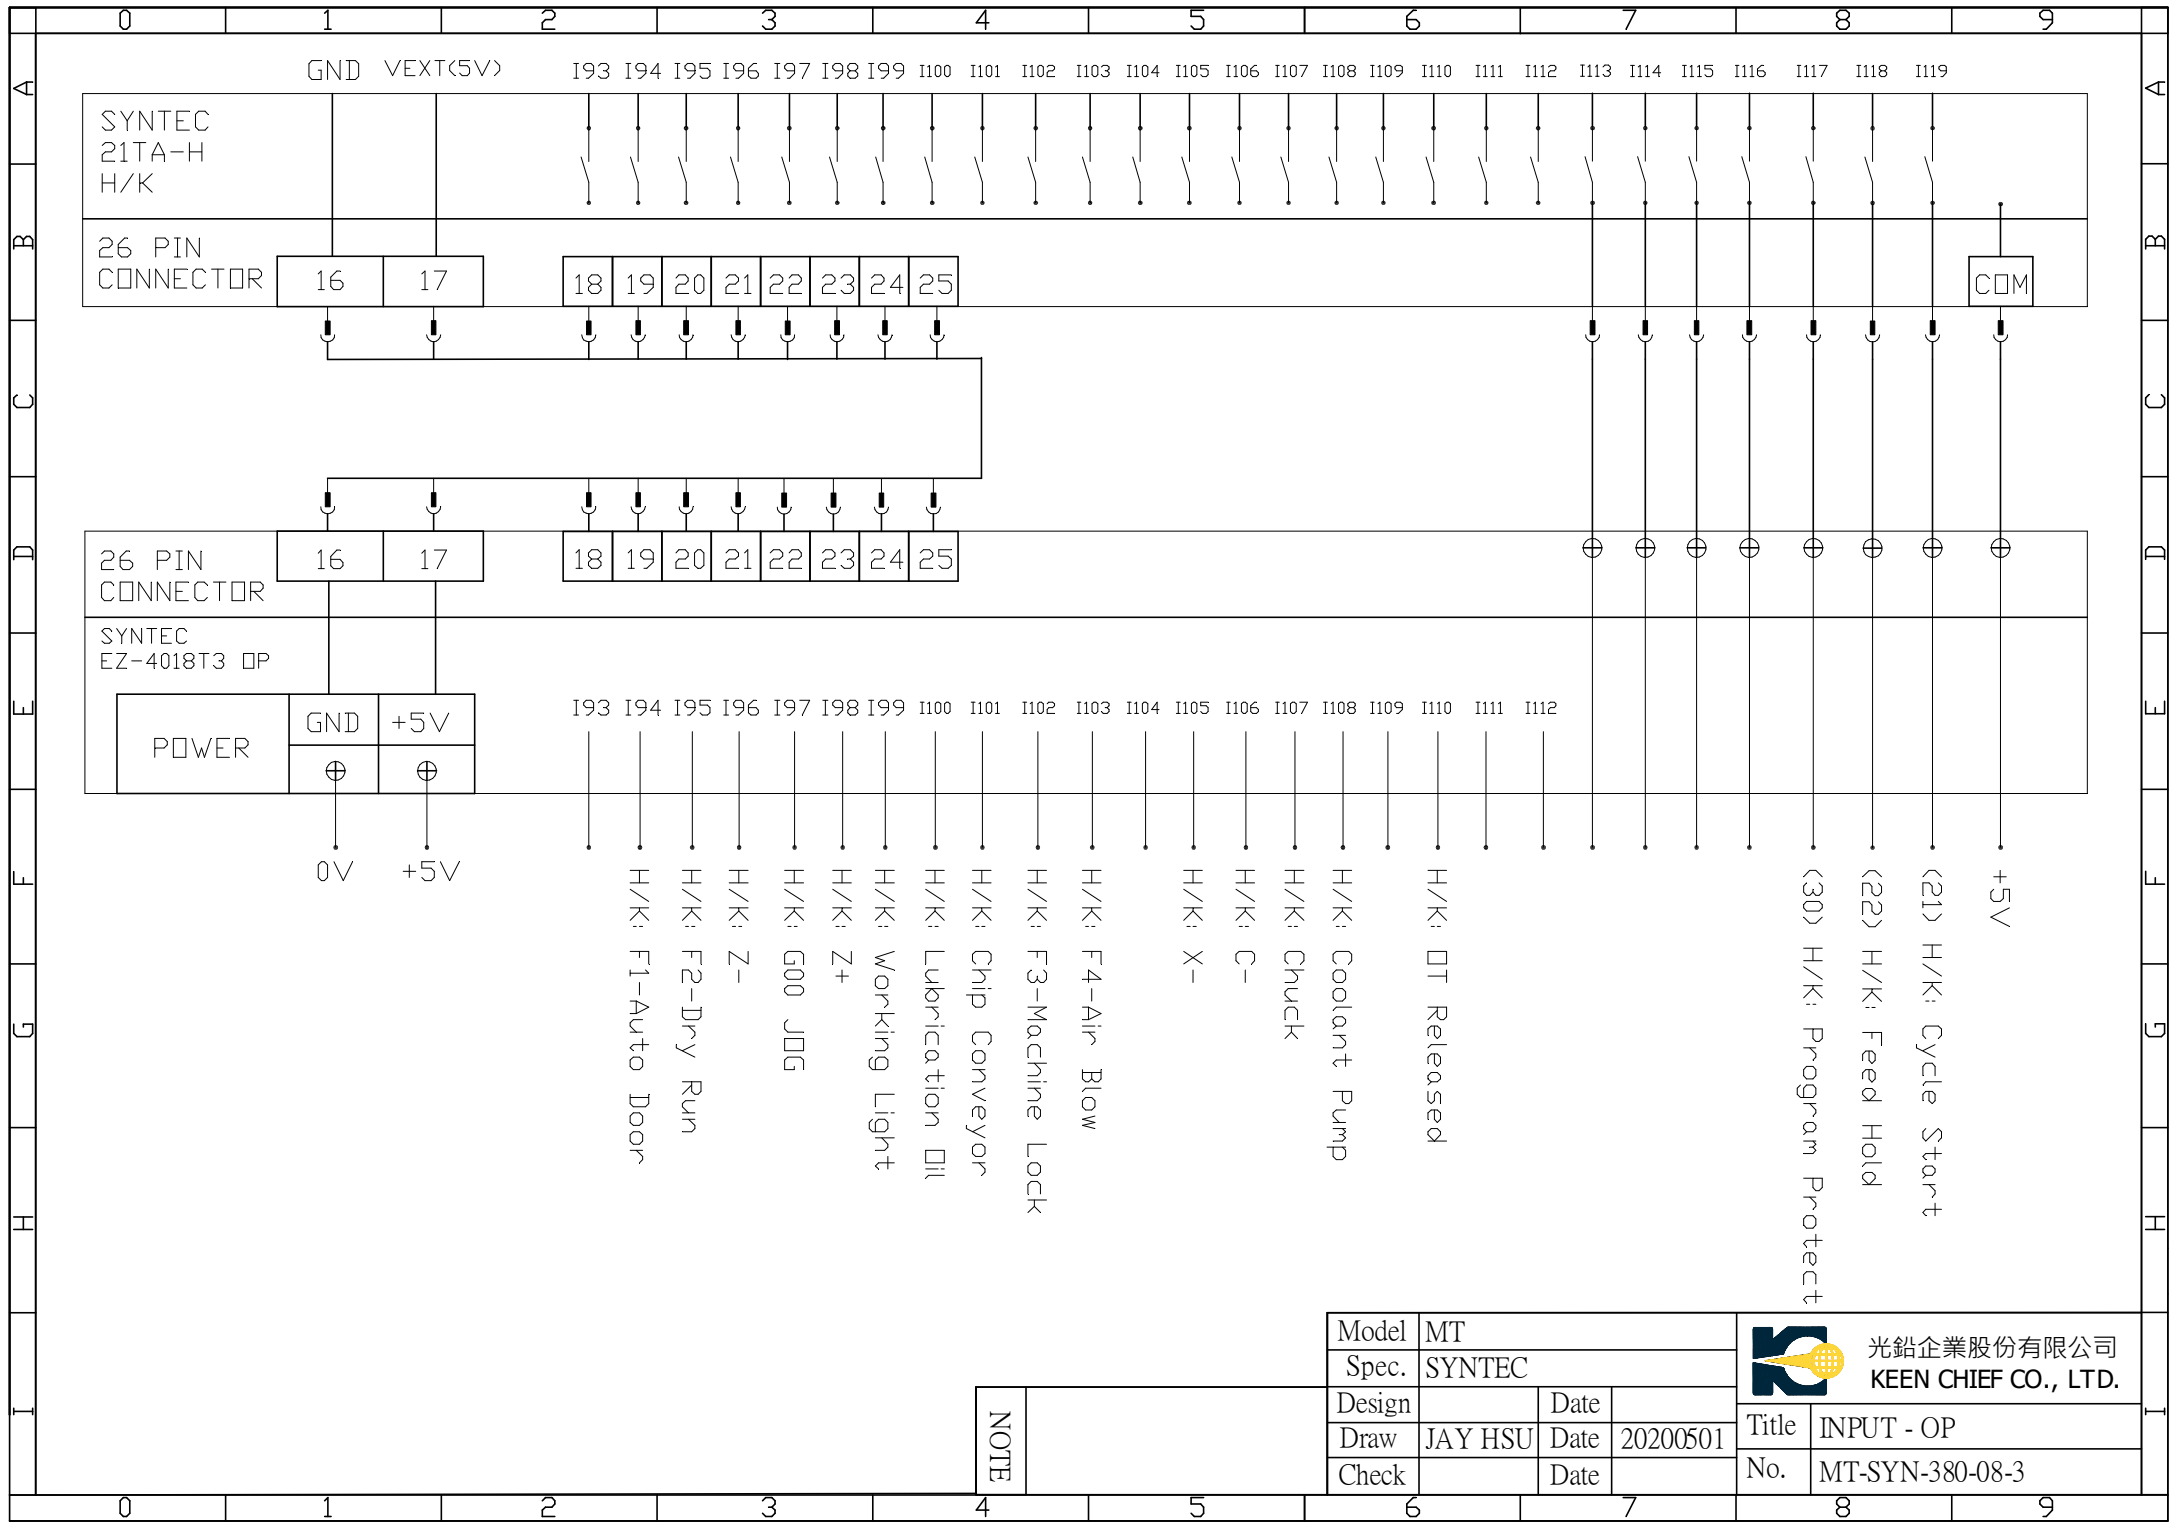 0 1 2 3 4 5 6 7 8 9
A
B
C
D
E
F
G
H
I
GND VEXT(5V) I93 I94 I95 I96 I97 I98 I99 I100 I101 I102 I103 I104 I105 I106 I107 I108 I109 I110 I111 I112 I113 I114 I115 I116 I117 I118 I119
SYNTEC
21TA-H
H/K
26 PIN
CONNECTOR
16 17 18 19 20 21 22 23 24 25 COM
26 PIN
CONNECTOR
16 17 18 19 20 21 22 23 24 25
SYNTEC
EZ-4018T3 OP
POWER GND +5V
I93 I94 I95 I96 I97 I98 I99 I100 I101 I102 I103 I104 I105 I106 I107 I108 I109 I110 I111 I112
0V +5V
H/K: F1-Auto Door
H/K: F2-Dry Run
H/K: Z-
H/K: G00 JOG
H/K: Z+
H/K: Working Light
H/K: Lubrication Oil
H/K: Chip Conveyor
H/K: F3-Machine Lock
H/K: F4-Air Blow
H/K: X-
H/K: C-
H/K: Chuck
H/K: Coolant Pump
H/K: OT Released
(30) H/K: Program Protect
(22) H/K: Feed Hold
(21) H/K: Cycle Start
+5V
A
B
C
D
E
F
G
H
I
NOTE
Model MT
Spec. SYNTEC
Design Date
Draw JAY HSU Date 20200501
Check Date
KC
光鉛企業股份有限公司
KEEN CHIEF CO., LTD.
Title INPUT - OP
No. MT-SYN-380-08-3
0 1 2 3 4 5 6 7 8 9